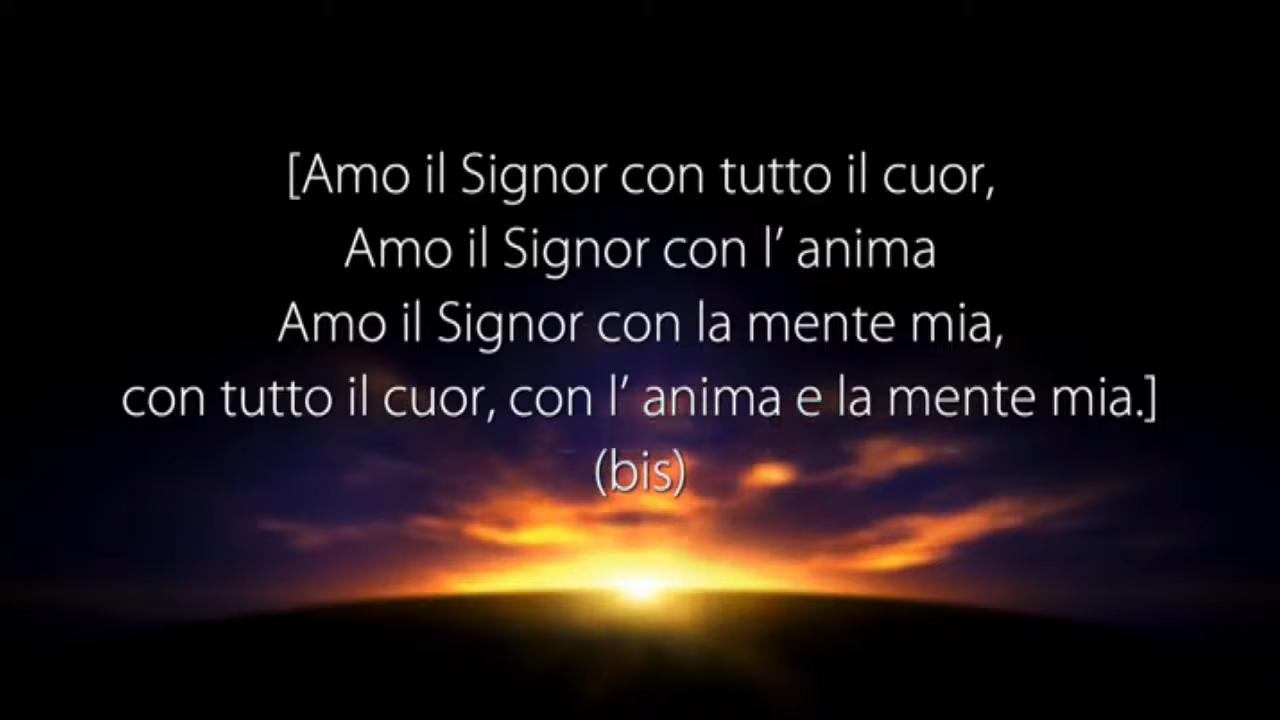 [Amo il Signor con tutto il cuor,
Amo il Signor con l’ anima
Amo il Signor con la mente mia,
con tutto il cuor, con l’ anima e la mente mia.]
(bis)